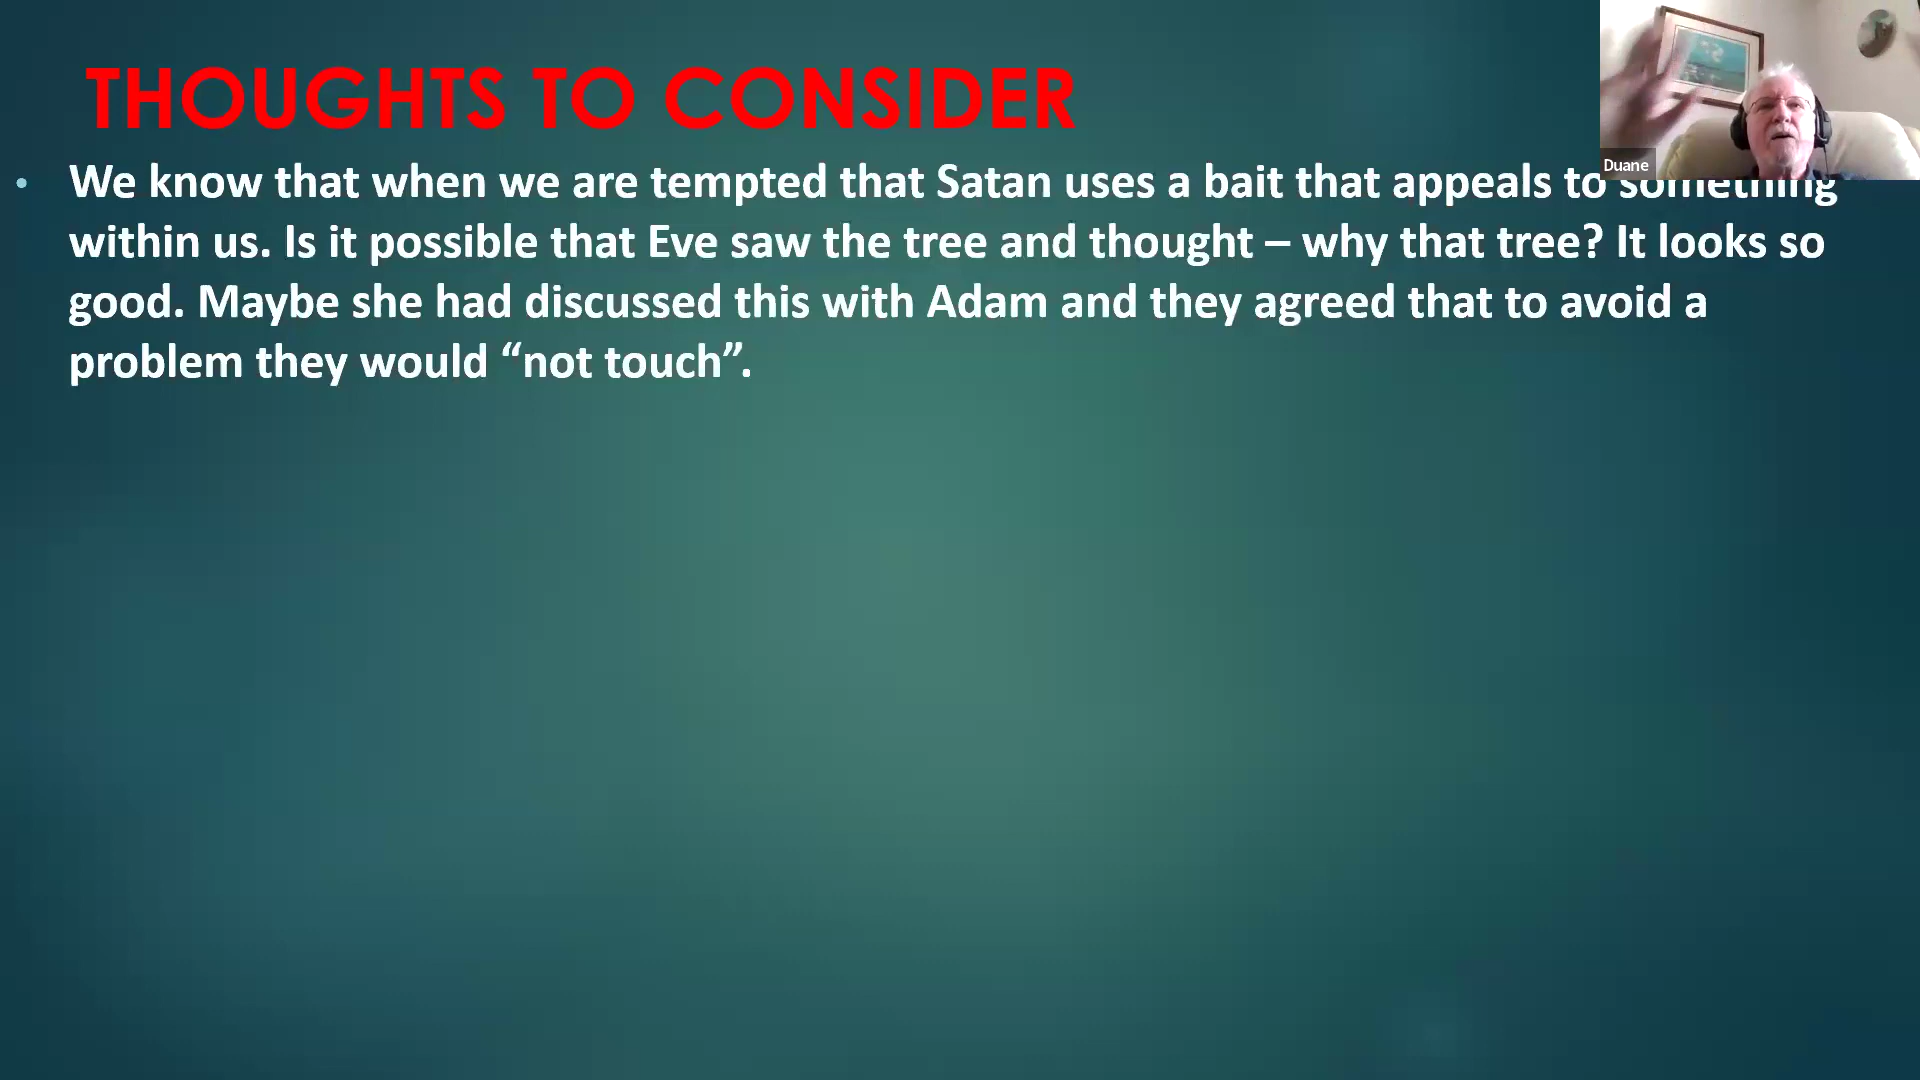 THOUGHTS TO CONSIDER
• We know that when we are tempted that Satan uses a bait that appeals to something
within us. Is it possible that Eve saw the tree and thought – why that tree? It looks so
good. Maybe she had discussed this with Adam and they agreed that to avoid a
problem they would “not touch”.
Duane